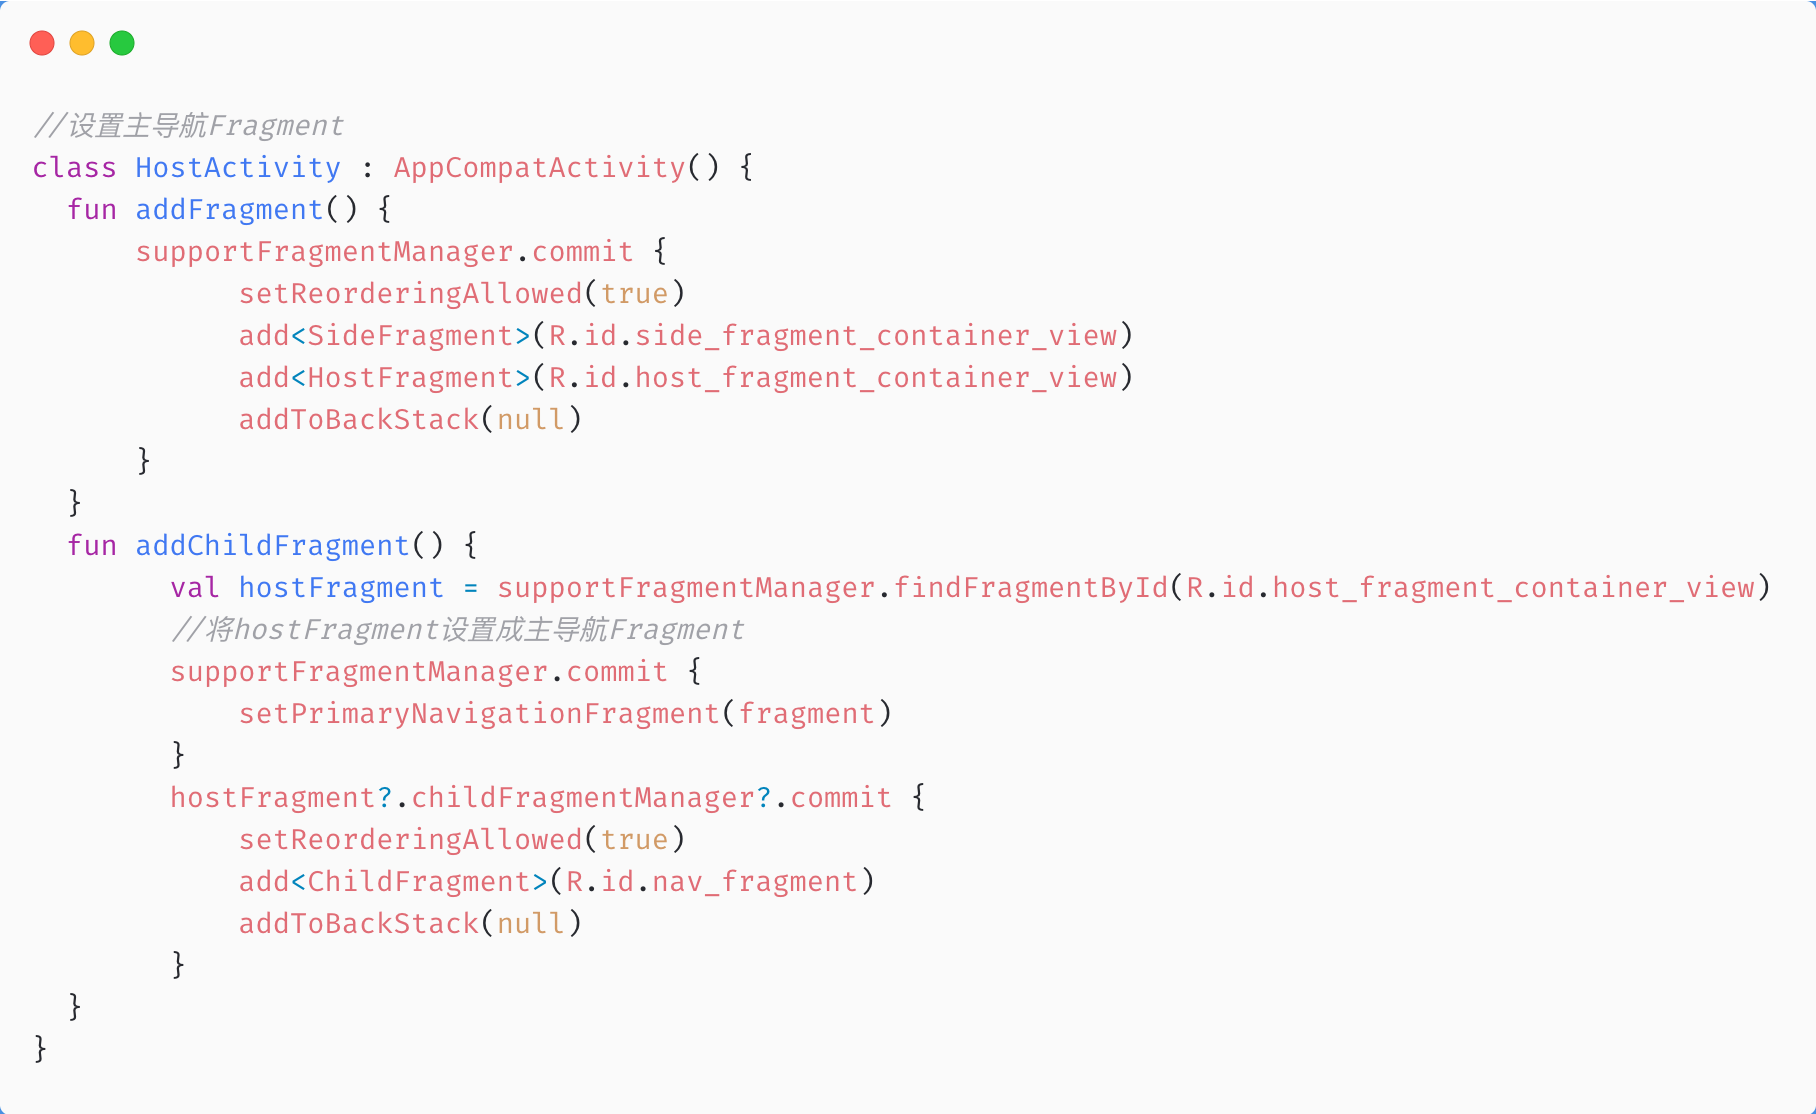 //设置主导航Fragment
class HostActivity : AppCompatActivity() {
  fun addFragment() {
      supportFragmentManager.commit {
            setReorderingAllowed(true)
            add<SideFragment>(R.id.side_fragment_container_view)
            add<HostFragment>(R.id.host_fragment_container_view)
            addToBackStack(null)
      }
  }
  fun addChildFragment() {
        val hostFragment = supportFragmentManager.findFragmentById(R.id.host_fragment_container_view)
        //将hostFragment设置成主导航Fragment
        supportFragmentManager.commit {
            setPrimaryNavigationFragment(fragment)
        }
        hostFragment?.childFragmentManager?.commit {
            setReorderingAllowed(true)
            add<ChildFragment>(R.id.nav_fragment)
            addToBackStack(null)
        }
  }
}